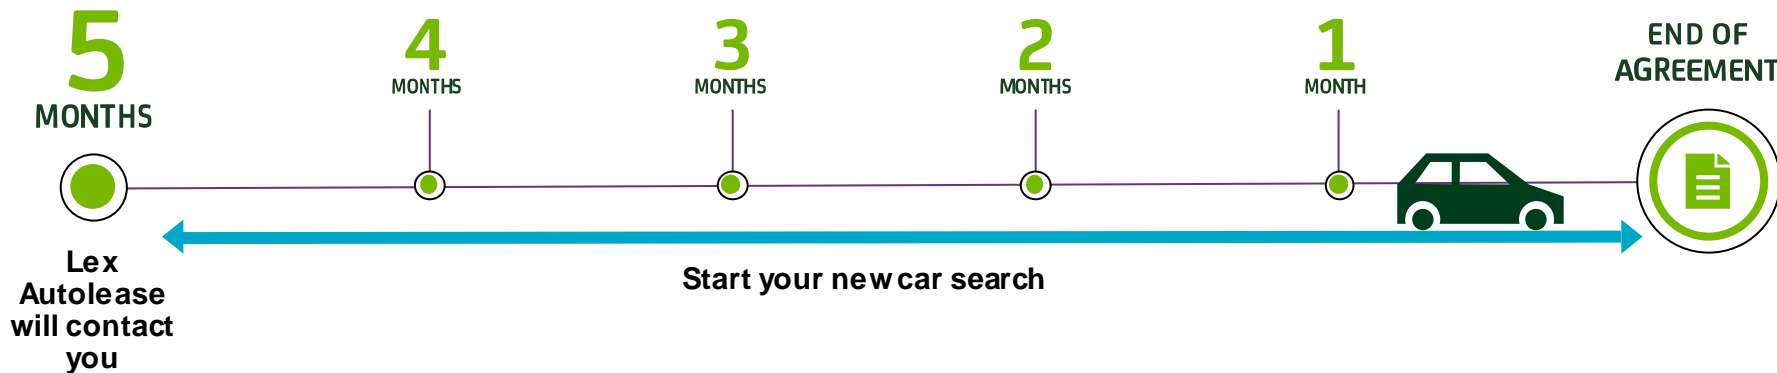 5
MONTHS
4
MONTHS
3
MONTHS
2
MONTHS
1
MONTH
END OF
AGREEMENT
Lex
Autolease
will contact
you
Start your new car search